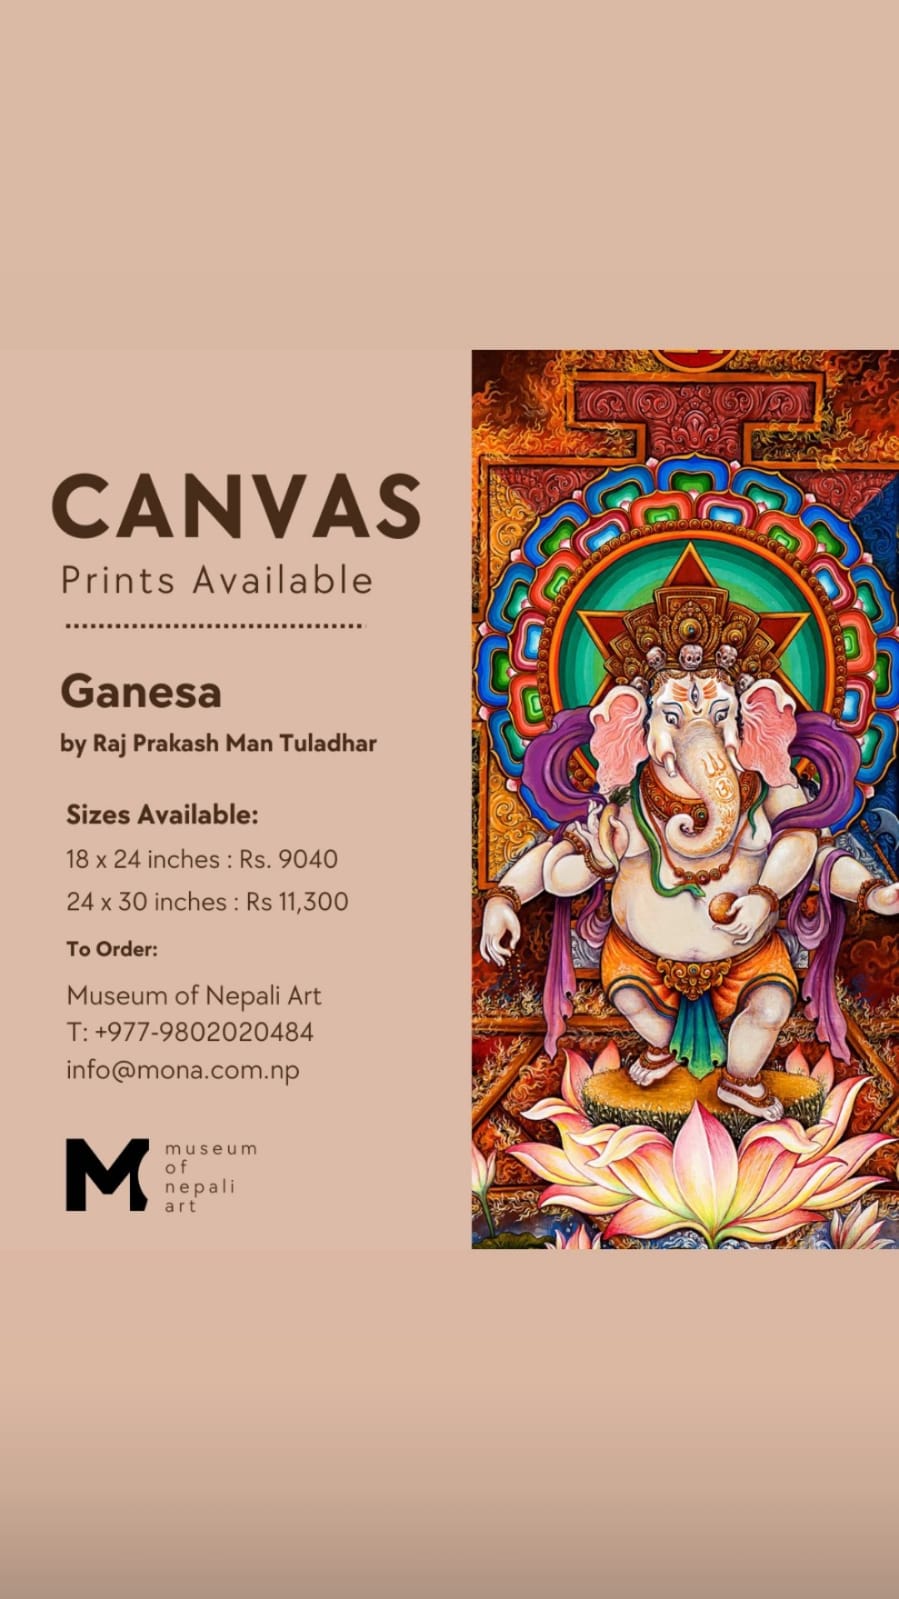 CANVAS
Prints Available
Ganesa
by Raj Prakash Man Tuladhar
Sizes Available:
18 x 24 inches : Rs. 9040
24 x 30 inches : Rs 11,300
To Order:
Museum of Nepali Art
T: +977-9802020484
info@mona.com.np
M
museum
of
nepali
art